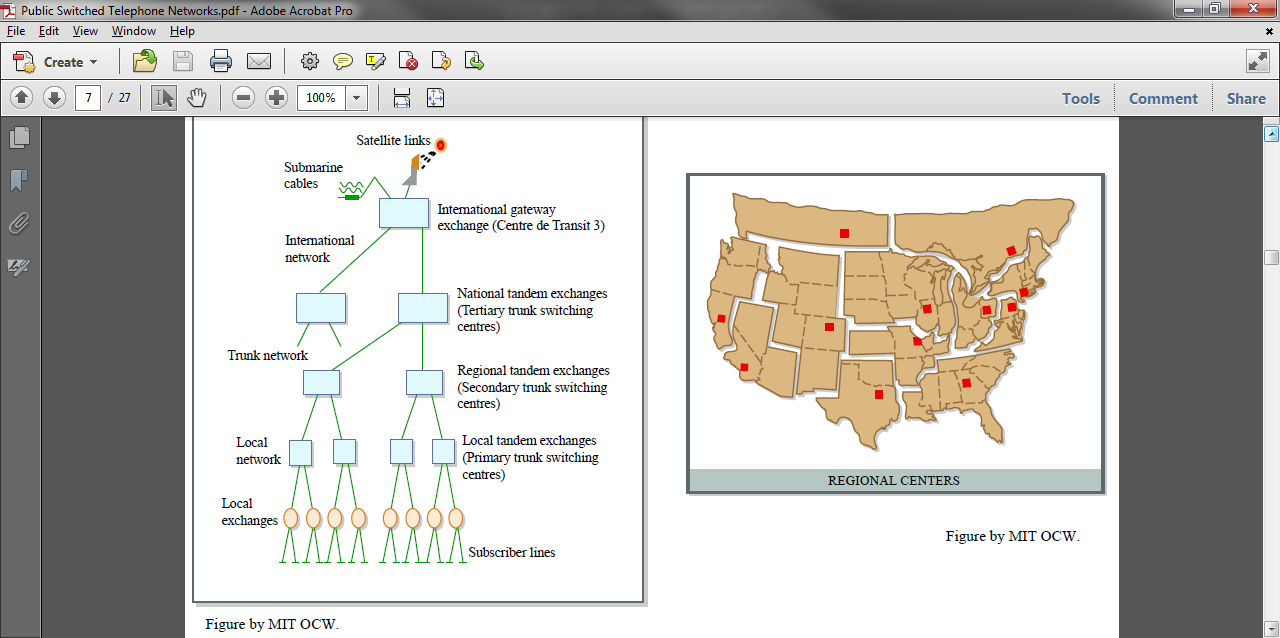 Public Switched Telephone Networks.pdf - Adobe Acrobat Pro
File Edit View Window Help
Create
7 / 27
100%
Tools Comment Share
Satellite links
Submarine
cables
International gateway
exchange (Centre de Transit 3)
International
network
National tandem exchanges
(Tertiary trunk switching
centres)
Trunk network
Regional tandem exchanges
(Secondary trunk switching
centres)
Local
network
Local tandem exchanges
(Primary trunk switching
centres)
Local
exchanges
Subscriber lines
Figure by MIT OCW.
REGIONAL CENTERS
Figure by MIT OCW.